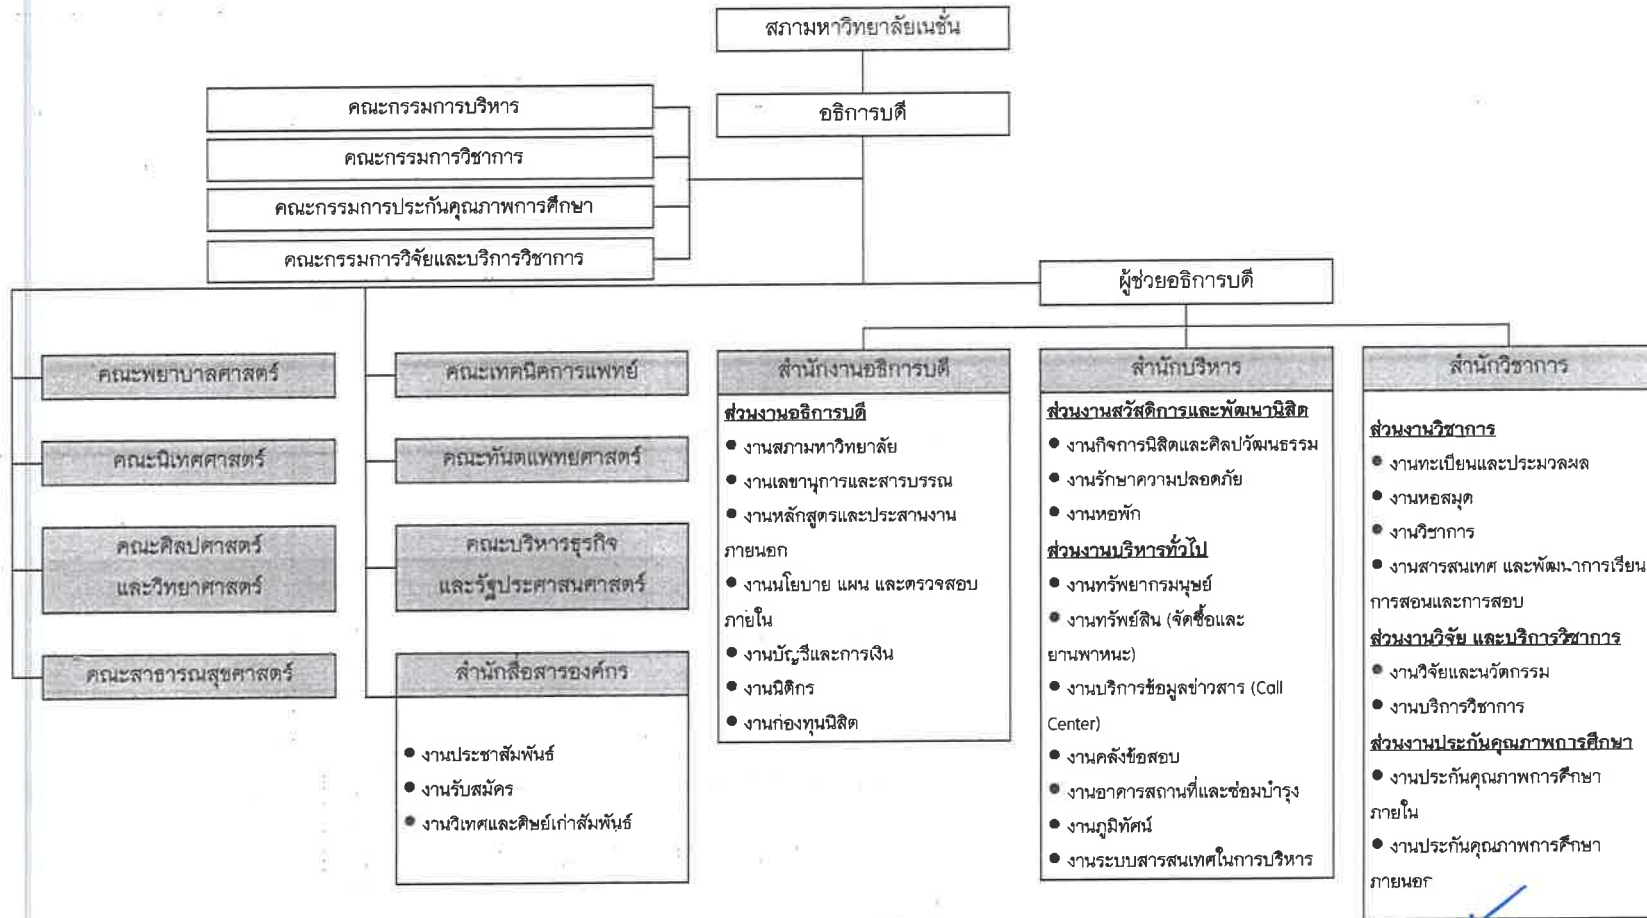 สภามหาวิทยาลัยเนชั่น
อธิการบดี
คณะกรรมการบริหาร
คณะกรรมการวิชาการ
คณะกรรมการประกันคุณภาพการศึกษา
คณะกรรมการวิจัยและบริการวิชาการ
ผู้ช่วยอธิการบดี
คณะพยาบาลศาสตร์
คณะนิเทศศาสตร์
คณะศิลปศาสตร์
และวิทยาศาสตร์
คณะสาธารณสุขศาสตร์
คณะเทคนิคการแพทย์
คณะทันตแพทยศาสตร์
คณะบริหารธุรกิจ
และรัฐประศาสนศาสตร์
สำนักสื่อสารองค์กร
● งานประชาสัมพันธ์
● งานรับสมัคร
● งานวิเทศและศิษย์เก่าสัมพันธ์
สำนักงานอธิการบดี
ส่วนงานอธิการบดี
● งานสภามหาวิทยาลัย
● งานเลขานุการและสารบรรณ
● งานหลักสูตรและประสานงาน
ภายนอก
● งานนโยบาย แผน และตรวจสอบ
ภายใน
● งานบัญชีและการเงิน
● งานนิติกร
● งานกองทุนนิสิต
สำนักบริหาร
ส่วนงานสวัสดิการและพัฒนานิสิต
● งานกิจการนิสิตและศิลปวัฒนธรรม
● งานรักษาความปลอดภัย
● งานหอพัก
ส่วนงานบริหารทั่วไป
● งานทรัพยากรมนุษย์
● งานทรัพย์สิน (จัดซื้อและ
ยานพาหนะ)
● งานบริการข้อมูลข่าวสาร (Call
Center)
● งานคลังข้อสอบ
● งานอาคารสถานที่และซ่อมบำรุง
● งานภูมิทัศน์
● งานระบบสารสนเทศในการบริหาร
สำนักวิชาการ
ส่วนงานวิชาการ
● งานทะเบียนและประมวลผล
● งานหอสมุด
● งานวิชาการ
● งานสารสนเทศ และพัฒนาการเรียน
การสอนและการสอบ
ส่วนงานวิจัย และบริการวิชาการ
● งานวิจัยและนวัตกรรม
● งานบริการวิชาการ
ส่วนงานประกันคุณภาพการศึกษา
● งานประกันคุณภาพการศึกษา
ภายใน
● งานประกันคุณภาพการศึกษา
ภายนอก